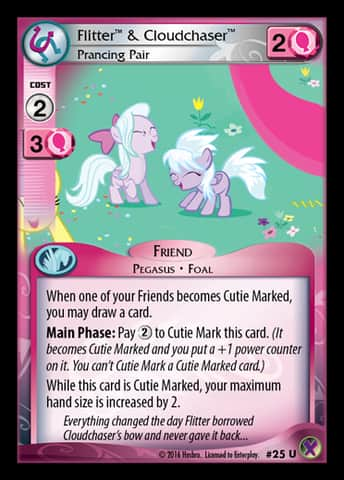 Flitter™ & Cloudchaser™
Prancing Pair
2
COST
2
3
FRIEND
PEGASUS • FOAL
When one of your Friends becomes Cutie Marked,
you may draw a card.
Main Phase: Pay 2 to Cutie Mark this card. (It
becomes Cutie Marked and you put a +1 power counter
on it. You can't Cutie Mark a Cutie Marked card.)
While this card is Cutie Marked, your maximum
hand size is increased by 2.
Everything changed the day Flitter borrowed
Cloudchaser's bow and never gave it back...
© 2016 Hasbro. Licensed to Enterplay.
#25 U